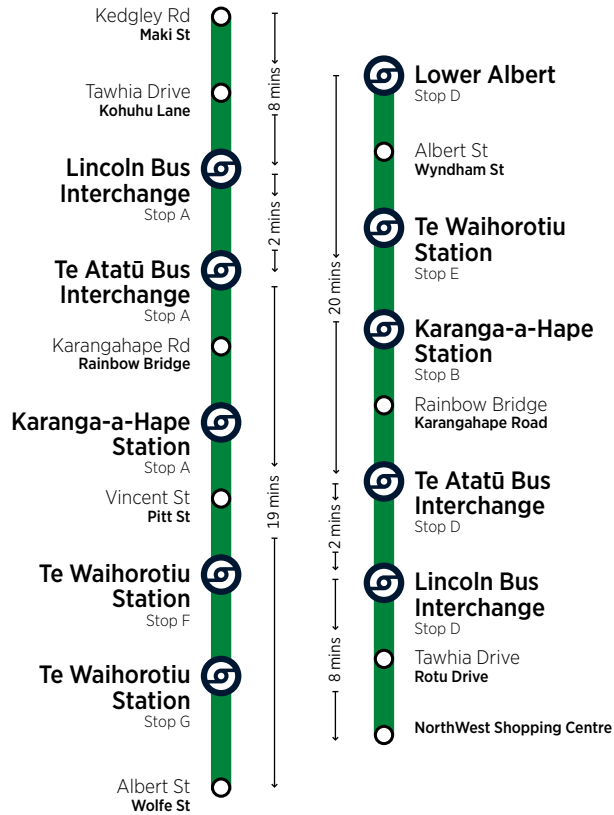 Kedgley Rd
Maki St
Tawhia Drive
Kohuhu Lane
Lincoln Bus
Interchange
Stop A
Te Atatū Bus
Interchange
Stop A
Karangahape Rd
Rainbow Bridge
Karanga-a-Hape
Station
Stop A
Vincent St
Pitt St
Te Waihorotiu
Station
Stop F
Te Waihorotiu
Station
Stop G
Albert St
Wolfe St
8 mins
2 mins
19 mins
Lower Albert
Stop D
Albert St
Wyndham St
Te Waihorotiu
Station
Stop E
Karanga-a-Hape
Station
Stop B
Rainbow Bridge
Karangahape Road
Te Atatū Bus
Interchange
Stop D
Lincoln Bus
Interchange
Stop D
Tawhia Drive
Rotu Drive
NorthWest Shopping Centre
20 mins
2 mins
8 mins